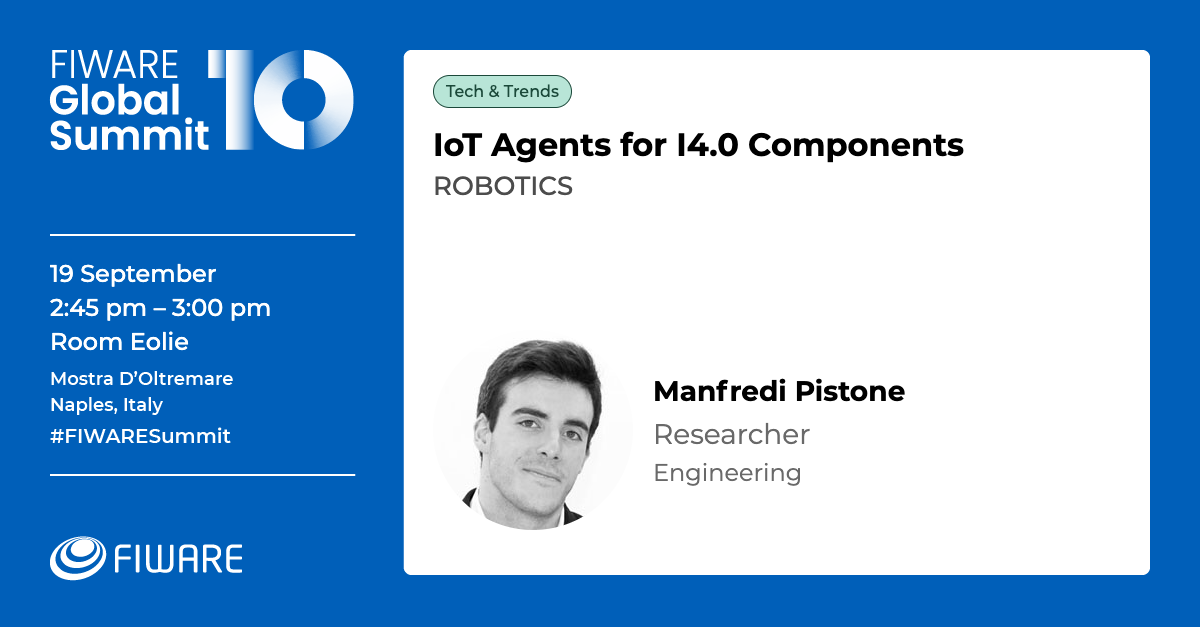 FIWARE
Global
Summit
10
19 September
2:45 pm – 3:00 pm
Room Eolie
Mostra D’Oltremare
Naples, Italy
#FIWARESummit
FIWARE
Tech & Trends
IoT Agents for I4.0 Components
ROBOTICS
Manfredi Pistone
Researcher
Engineering